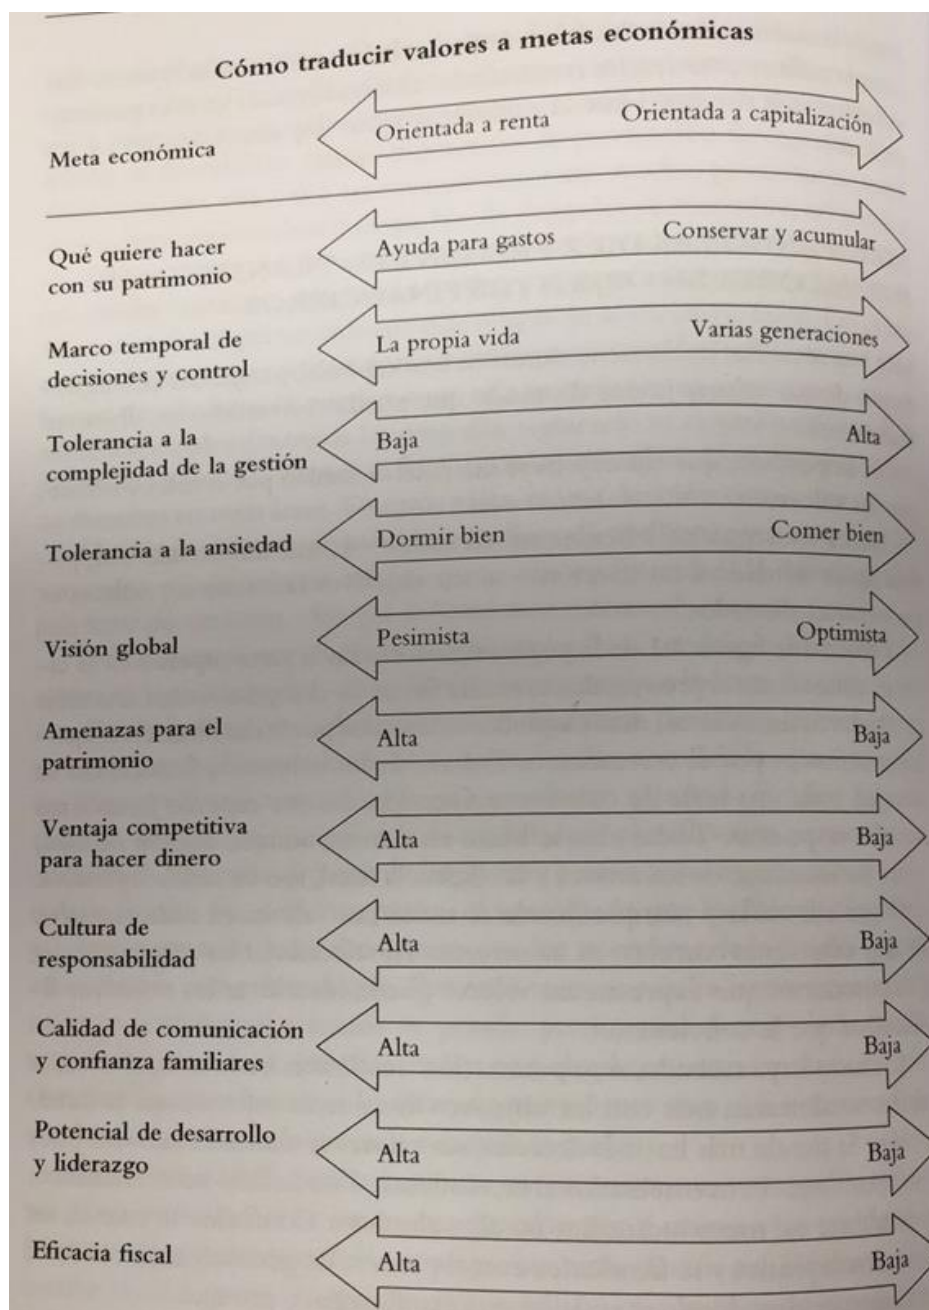 Cómo traducir valores a metas económicas
Meta económica
Orientada a renta
Orientada a capitalización
Qué quiere hacer
con su patrimonio
Ayuda para gastos
Conservar y acumular
Marco temporal de
decisiones y control
La propia vida
Varias generaciones
Tolerancia a la
complejidad de la gestión
Baja
Alta
Tolerancia a la ansiedad
Dormir bien
Comer bien
Visión global
Pesimista
Optimista
Amenazas para el
patrimonio
Alta
Baja
Ventaja competitiva
para hacer dinero
Alta
Baja
Cultura de
responsabilidad
Alta
Baja
Calidad de comunicación
y confianza familiares
Alta
Baja
Potencial de desarrollo
y liderazgo
Alta
Baja
Eficacia fiscal
Alta
Baja